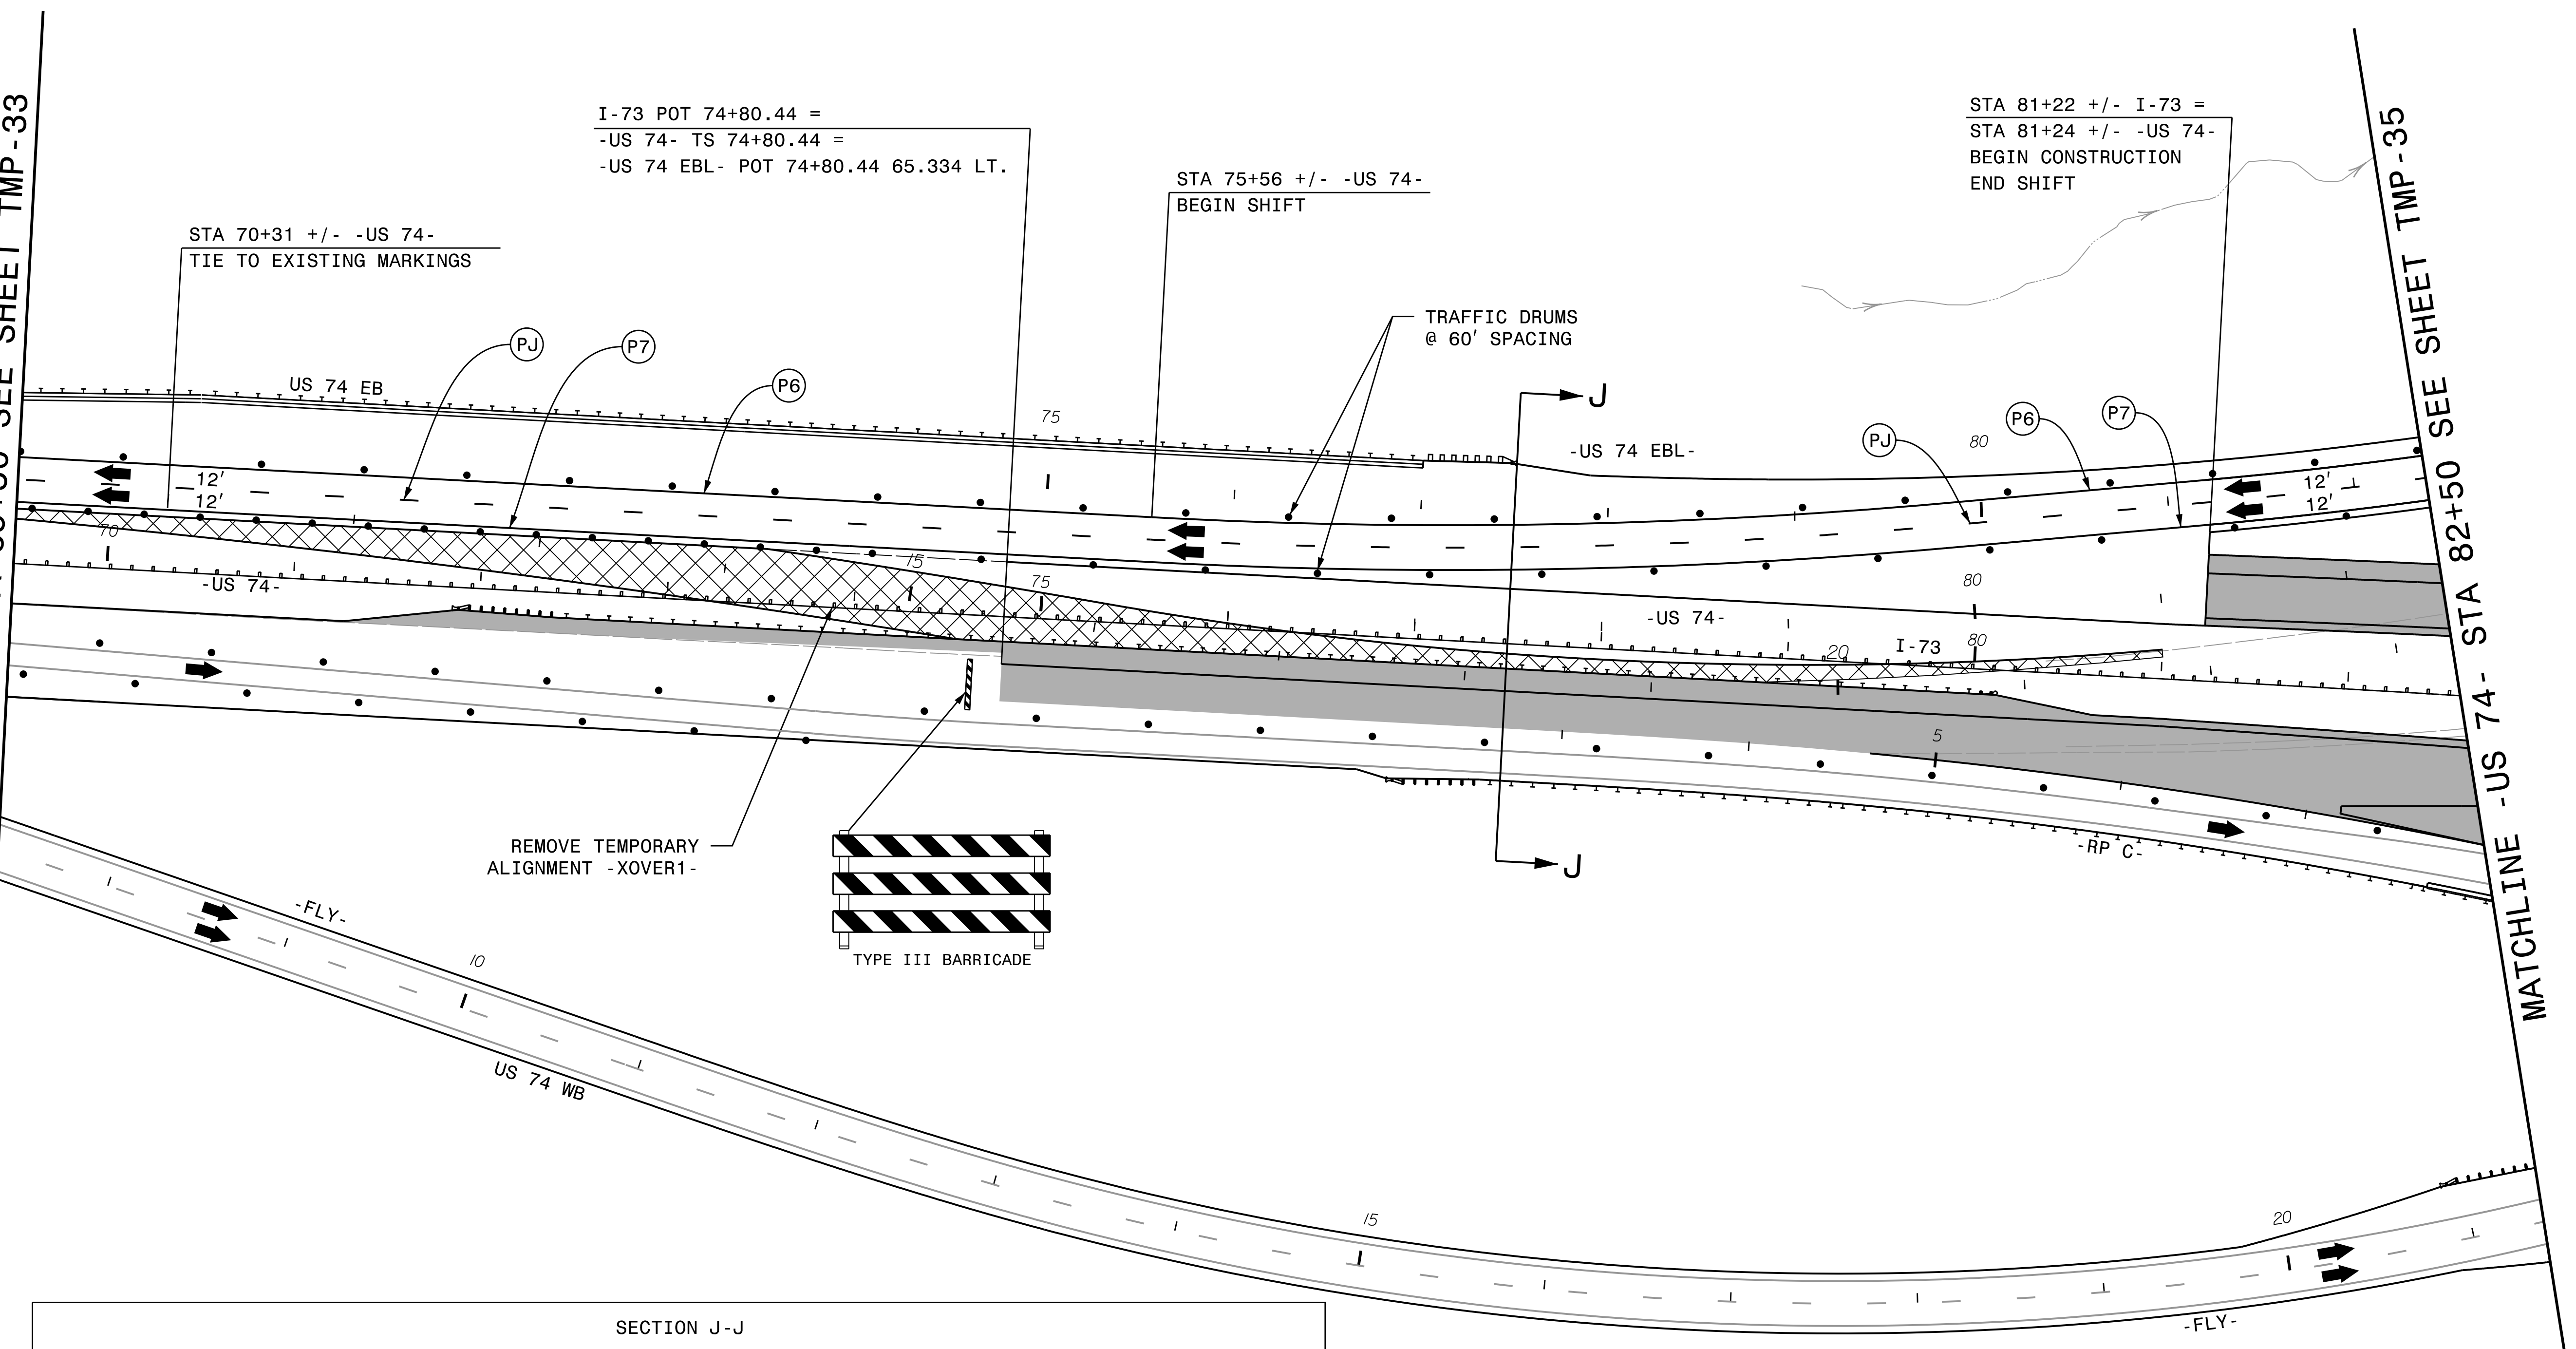 SEE SHEET TMP-33
I-73 POT 74+80.44 =
-US 74- TS 74+80.44 =
-US 74 EBL- POT 74+80.44 65.334 LT.
STA 75+56 +/- -US 74-
BEGIN SHIFT
STA 81+22 +/- I-73 =
STA 81+24 +/- -US 74-
BEGIN CONSTRUCTION
END SHIFT
STA 70+31 +/- -US 74-
TIE TO EXISTING MARKINGS
TRAFFIC DRUMS
@ 60' SPACING
PJ
P7
P6
US 74 EB
75
J
-US 74 EBL-
PJ
P6
P7
80
12'
12'
12'
12'
70
-US 74-
15
75
-US 74-
80
20
I-73
80
5
-RP C-
J
REMOVE TEMPORARY
ALIGNMENT -XOVER1-
TYPE III BARRICADE
-FLY-
10
US 74 WB
15
20
-FLY-
SECTION J-J
MATCHLINE -US 74- STA 82+50 SEE SHEET TMP-35